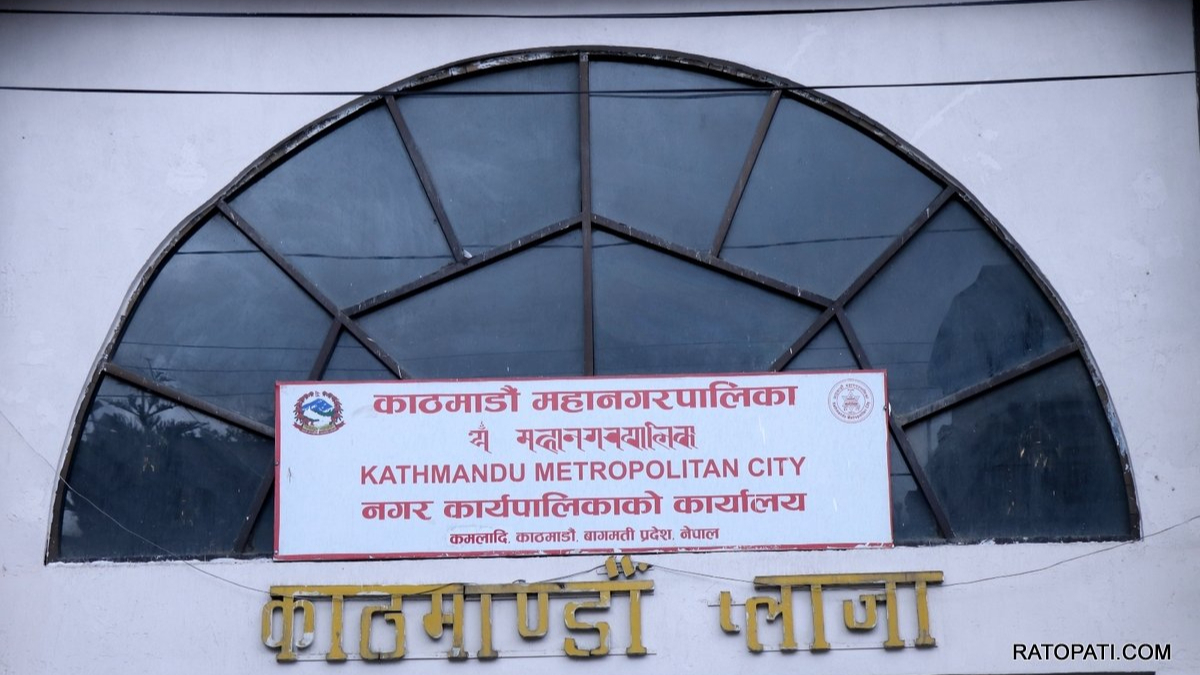 काठमाडौं महानगरपालिका
KATHMANDU METROPOLITAN CITY
नगर कार्यपालिकाको कार्यालय
कमलादि, काठमाडौं, बागमती प्रदेश, नेपाल
काठमाण्डौं प्लाजा
RATOPATI.COM